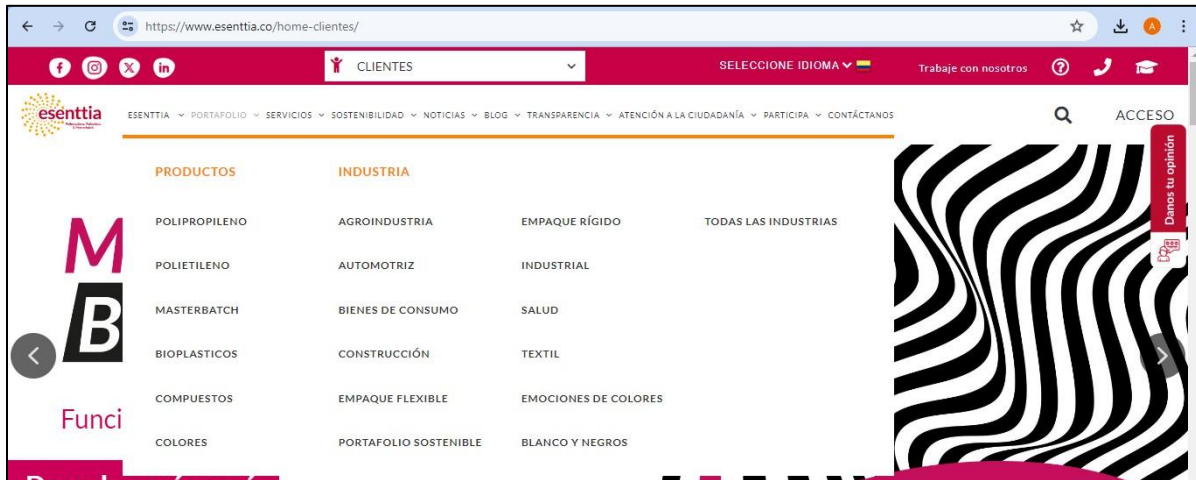 https://www.esenttia.co/home-clientes/
A
CLIENTES
SELECCIONE IDIOMA
Trabaje con nosotros
esenttia
ESENTTIA PORTAFOLIO SERVICIOS SOSTENIBILIDAD NOTICIAS BLOG TRANSPARENCIA ATENCIÓN A LA CIUDADANÍA PARTICIPA CONTÁCTANOS
ACCESO
Danos tu opinión
PRODUCTOS INDUSTRIA
POLIPROPILENO AGROINDUSTRIA EMPAQUE RÍGIDO TODAS LAS INDUSTRIAS
POLIETILENO AUTOMOTRIZ INDUSTRIAL
MASTERBATCH BIENES DE CONSUMO SALUD
BIOPLASTICOS CONSTRUCCIÓN TEXTIL
COMPUESTOS EMPAQUE FLEXIBLE EMOCIONES DE COLORES
COLORES PORTAFOLIO SOSTENIBLE BLANCO Y NEGROS
M
B
Funci